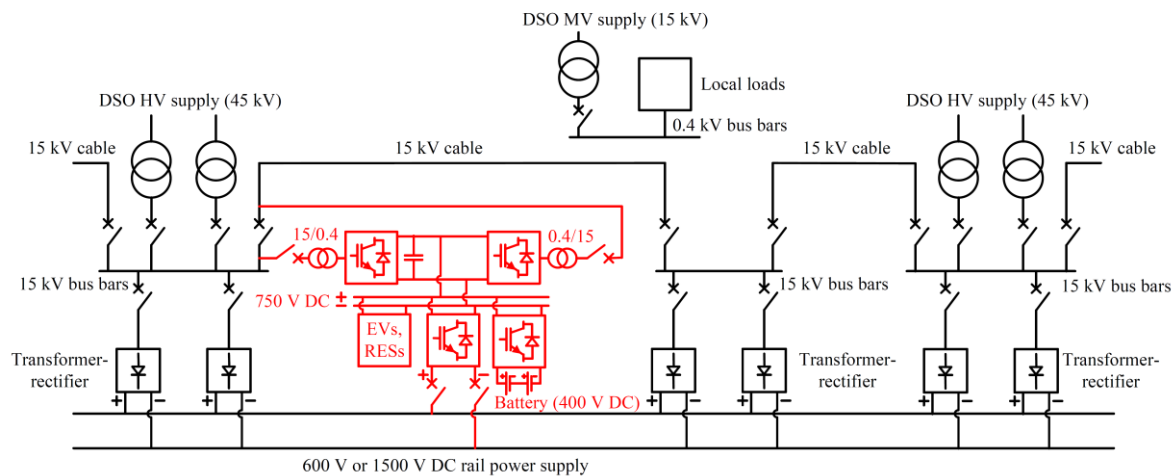 DSO MV supply (15 kV)
Local loads
DSO HV supply (45 kV)
DSO HV supply (45 kV)
0.4 kV bus bars
15 kV cable
15 kV cable
15 kV cable
15 kV cable
15/0.4
0.4/15
15 kV bus bars
15 kV bus bars
15 kV bus bars
750 V DC
+
−
EVs,
RESs
Transformer-
rectifier
Transformer-
rectifier
Transformer-
rectifier
+ −
+ −
+ −
+ −
+ −
+ −
+ −
Battery (400 V DC)
600 V or 1500 V DC rail power supply